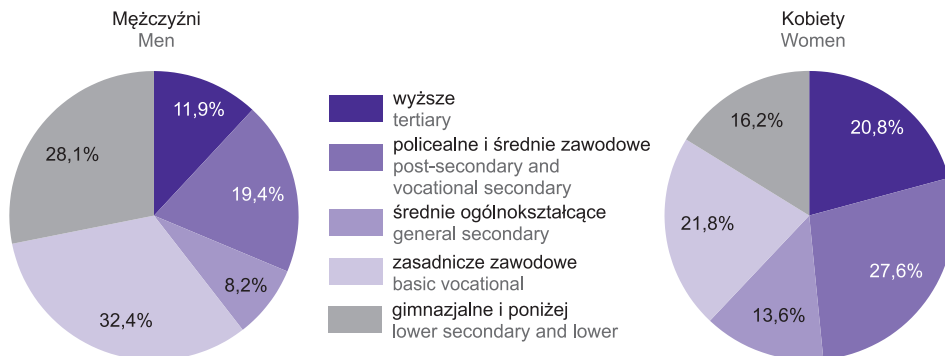 Mężczyźni
Men
11,9%
19,4%
8,2%
32,4%
28,1%
wyższe
tertiary
policealne i średnie zawodowe
post-secondary and
vocational secondary
średnie ogólnokształcące
general secondary
zasadnicze zawodowe
basic vocational
gimnazjalne i poniżej
lower secondary and lower
Kobiety
Women
20,8%
27,6%
13,6%
21,8%
16,2%